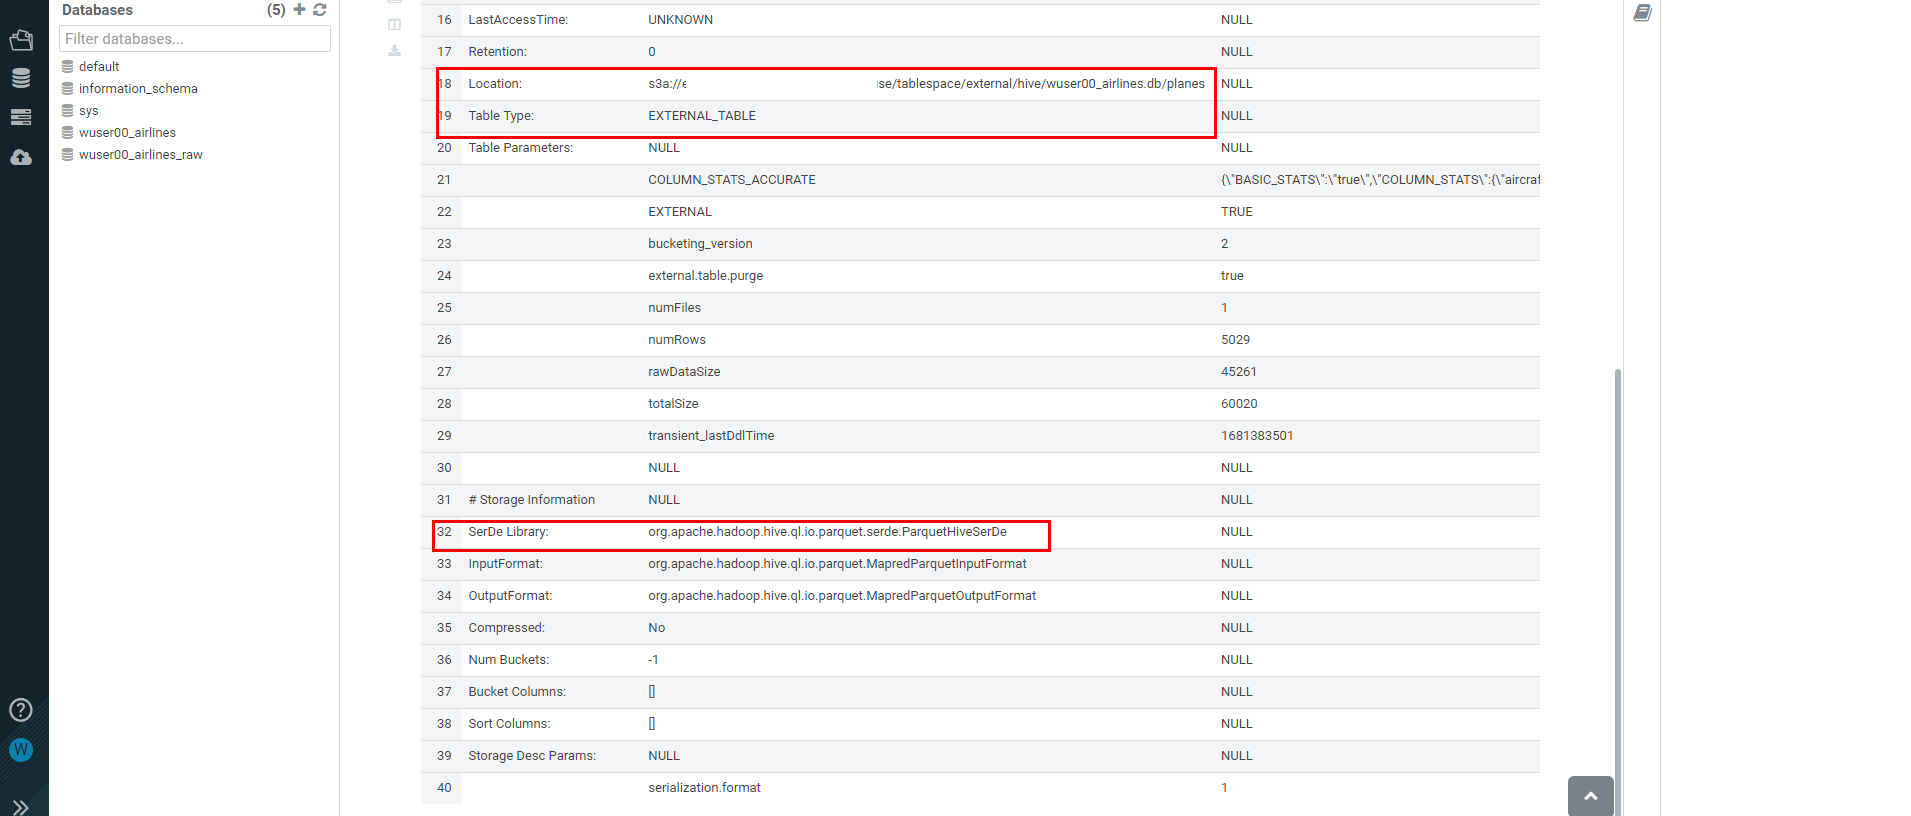 Databases (5)
Filter databases...
default
information_schema
sys
wuser00_airlines
wuser00_airlines_raw
W
16 LastAccessTime: UNKNOWN NULL
17 Retention: 0 NULL
18 Location: s3a:// se/tablespace/external/hive/wuser00_airlines.db/planes NULL
19 Table Type: EXTERNAL_TABLE NULL
20 Table Parameters: NULL NULL
21 COLUMN_STATS_ACCURATE {\"BASIC_STATS\":\"true\",\"COLUMN_STATS\":{\"aircraf
22 EXTERNAL TRUE
23 bucketing_version 2
24 external.table.purge true
25 numFiles 1
26 numRows 5029
27 rawDataSize 45261
28 totalSize 60020
29 transient_lastDdlTime 1681383501
30 NULL NULL
31 # Storage Information NULL NULL
32 SerDe Library: org.apache.hadoop.hive.ql.io.parquet.serde.ParquetHiveSerDe NULL
33 InputFormat: org.apache.hadoop.hive.ql.io.parquet.MapredParquetInputFormat NULL
34 OutputFormat: org.apache.hadoop.hive.ql.io.parquet.MapredParquetOutputFormat NULL
35 Compressed: No NULL
36 Num Buckets: -1 NULL
37 Bucket Columns: [] NULL
38 Sort Columns: [] NULL
39 Storage Desc Params: NULL NULL
40 serialization.format 1